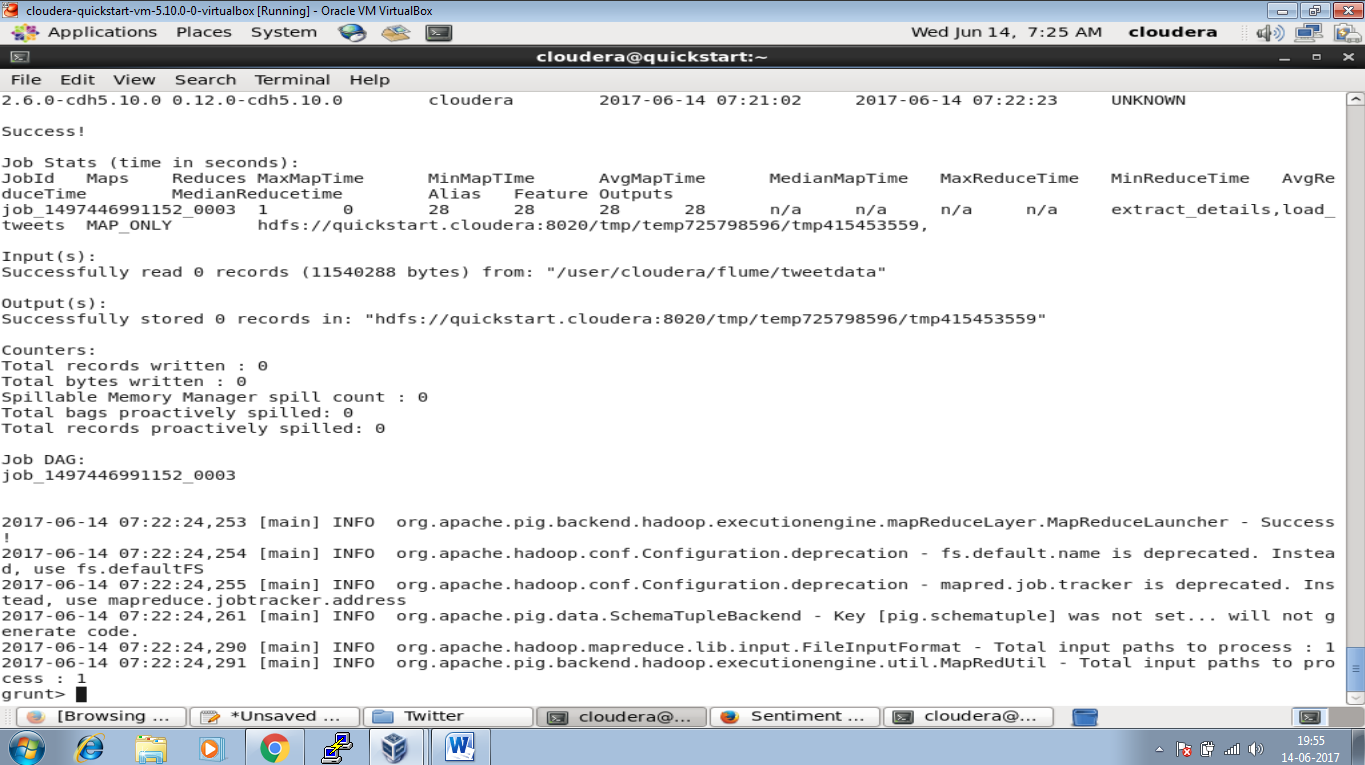 cloudera-quickstart-vm-5.10.0-0-virtualbox [Running] - Oracle VM VirtualBox
Applications Places System Wed Jun 14, 7:25 AM cloudera
cloudera@quickstart:~
File Edit View Search Terminal Help
2.6.0-cdh5.10.0 0.12.0-cdh5.10.0 cloudera 2017-06-14 07:21:02 2017-06-14 07:22:23 UNKNOWN
Success!
Job Stats (time in seconds):
JobId Maps Reduces MaxMapTime MinMapTIme AvgMapTime MedianMapTime MaxReduceTime MinReduceTime AvgRe
duceTime MedianReducetime Alias Feature Outputs
job_1497446991152_0003 1 0 28 28 28 28 n/a n/a n/a n/a extract_details,load_
tweets MAP_ONLY hdfs://quickstart.cloudera:8020/tmp/temp725798596/tmp415453559,
Input(s):
Successfully read 0 records (11540288 bytes) from: "/user/cloudera/flume/tweetdata"
Output(s):
Successfully stored 0 records in: "hdfs://quickstart.cloudera:8020/tmp/temp725798596/tmp415453559"
Counters:
Total records written : 0
Total bytes written : 0
Spillable Memory Manager spill count : 0
Total bags proactively spilled: 0
Total records proactively spilled: 0
Job DAG:
job_1497446991152_0003
2017-06-14 07:22:24,253 [main] INFO org.apache.pig.backend.hadoop.executionengine.mapReduceLayer.MapReduceLauncher - Success
!
2017-06-14 07:22:24,254 [main] INFO org.apache.hadoop.conf.Configuration.deprecation - fs.default.name is deprecated. Instea
d, use fs.defaultFS
2017-06-14 07:22:24,255 [main] INFO org.apache.hadoop.conf.Configuration.deprecation - mapred.job.tracker is deprecated. Ins
tead, use mapreduce.jobtracker.address
2017-06-14 07:22:24,261 [main] INFO org.apache.pig.data.SchemaTupleBackend - Key [pig.schematuple] was not set... will not g
enerate code.
2017-06-14 07:22:24,290 [main] INFO org.apache.hadoop.mapreduce.lib.input.FileInputFormat - Total input paths to process : 1
2017-06-14 07:22:24,291 [main] INFO org.apache.pig.backend.hadoop.executionengine.util.MapRedUtil - Total input paths to pro
cess : 1
grunt>
[Browsing ... *Unsaved ... Twitter cloudera@... Sentiment ... cloudera@...
19:55
14-06-2017